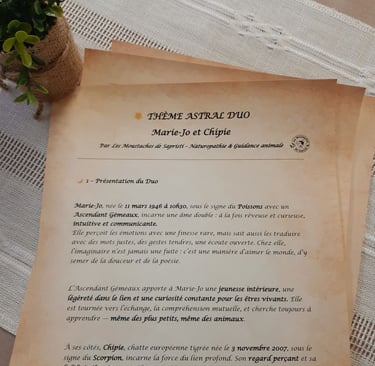 THÈME ASTRAL DUO
Marie-Jo et Chipie
Par Les Moustaches de Sapristi - Naturopathie & Guidance animale
1 - Présentation du Duo
Marie-Jo, née le 11 mars 1946 à 10h30, sous le signe du Poissons avec un
Ascendant Gémeaux, incarne une âme double : à la fois rêveuse et curieuse,
intuitive et communicante.
Elle perçoit les émotions avec une finesse rare, mais sait aussi les traduire
avec des mots justes, des gestes tendres, une écoute ouverte. Chez elle,
l'imaginaire n'est jamais une fuite : c'est une manière d'aimer le monde, d'y
semer de la douceur et de la poésie.
L'Ascendant Gémeaux apporte à Marie-Jo une jeunesse intérieure, une
légèreté dans le lien et une curiosité constante pour les êtres vivants. Elle
est tournée vers l'échange, la compréhension mutuelle, et cherche toujours à
apprendre — même des plus petits, même des animaux.
À ses côtés, Chipie, chatte européenne tigrée née le 3 novembre 2007, sous le
signe du Scorpion, incarne la force du lien profond. Son regard perçant et sa